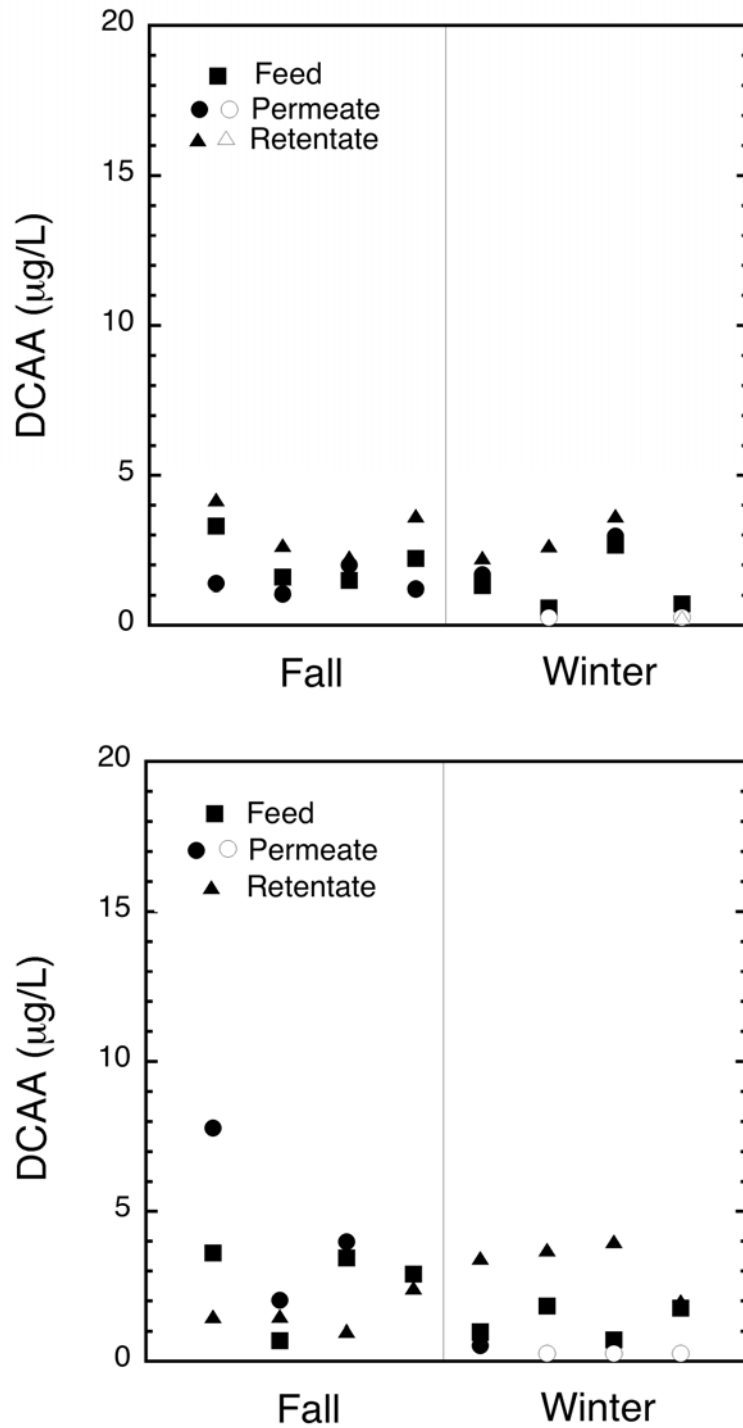 20
15
10
5
0
DCAA (µg/L)
Feed
Permeate
Retentate
Fall
Winter
20
15
10
5
0
DCAA (µg/L)
Feed
Permeate
Retentate
Fall
Winter